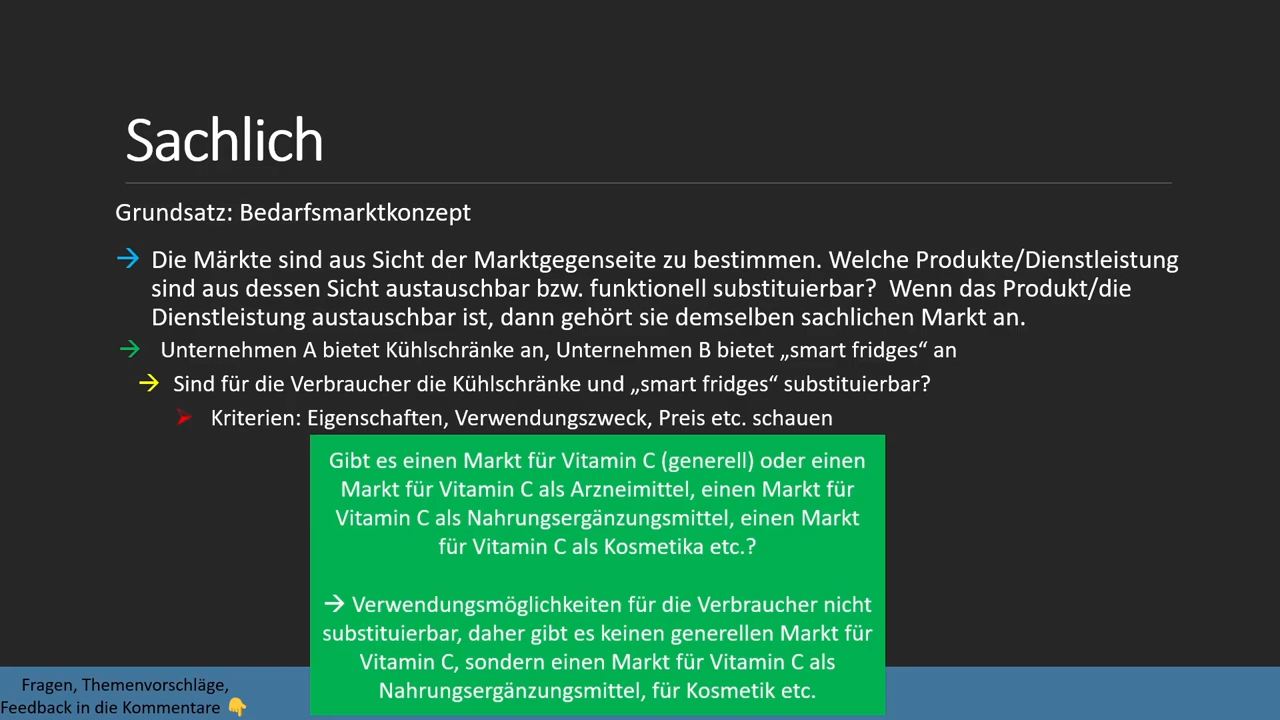 Sachlich
Grundsatz: Bedarfsmarktkonzept
→ Die Märkte sind aus Sicht der Marktgegenseite zu bestimmen. Welche Produkte/Dienstleistung
sind aus dessen Sicht austauschbar bzw. funktionell substituierbar? Wenn das Produkt/die
Dienstleistung austauschbar ist, dann gehört sie demselben sachlichen Markt an.
→ Unternehmen A bietet Kühlschränke an, Unternehmen B bietet „smart fridges“ an
→ Sind für die Verbraucher die Kühlschränke und „smart fridges“ substituierbar?
➢ Kriterien: Eigenschaften, Verwendungszweck, Preis etc. schauen
Gibt es einen Markt für Vitamin C (generell) oder einen
Markt für Vitamin C als Arzneimittel, einen Markt für
Vitamin C als Nahrungsergänzungsmittel, einen Markt
für Vitamin C als Kosmetika etc.?
→ Verwendungsmöglichkeiten für die Verbraucher nicht
substituierbar, daher gibt es keinen generellen Markt für
Vitamin C, sondern einen Markt für Vitamin C als
Nahrungsergänzungsmittel, für Kosmetik etc.
Fragen, Themenvorschläge,
Feedback in die Kommentare 👇